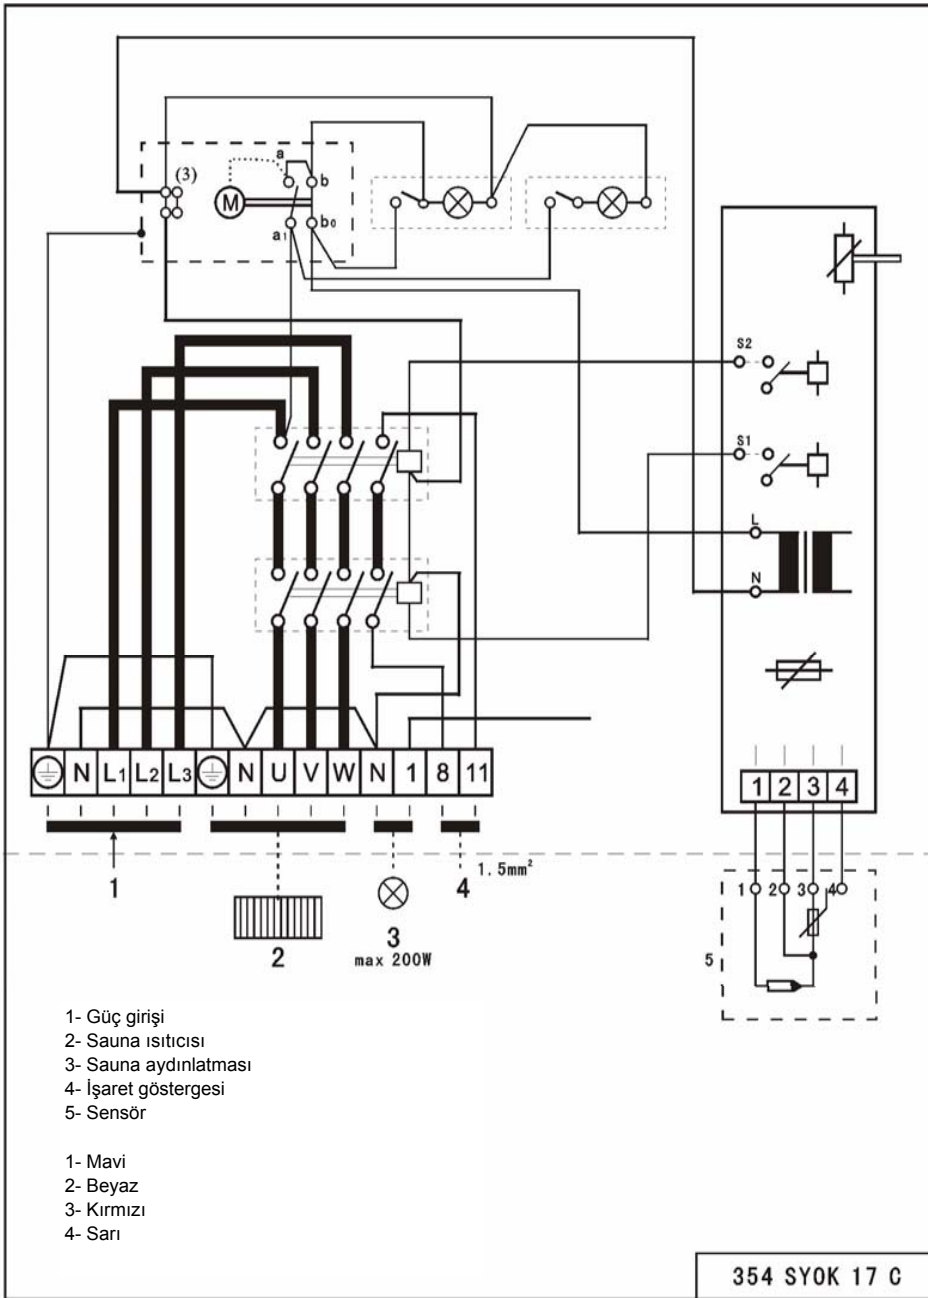 (3)
a
b
M
a1
b0
S2
S1
L
N
N L1 L2 L3 N U V W N 1 8 11
1 2 3 4
1
2
3
max 200W
4
1.5mm²
1 2 3 4
5
1- Güç girişi
2- Sauna ısıtıcısı
3- Sauna aydınlatması
4- İşaret göstergesi
5- Sensör
1- Mavi
2- Beyaz
3- Kırmızı
4- Sarı
354 SYOK 17 C